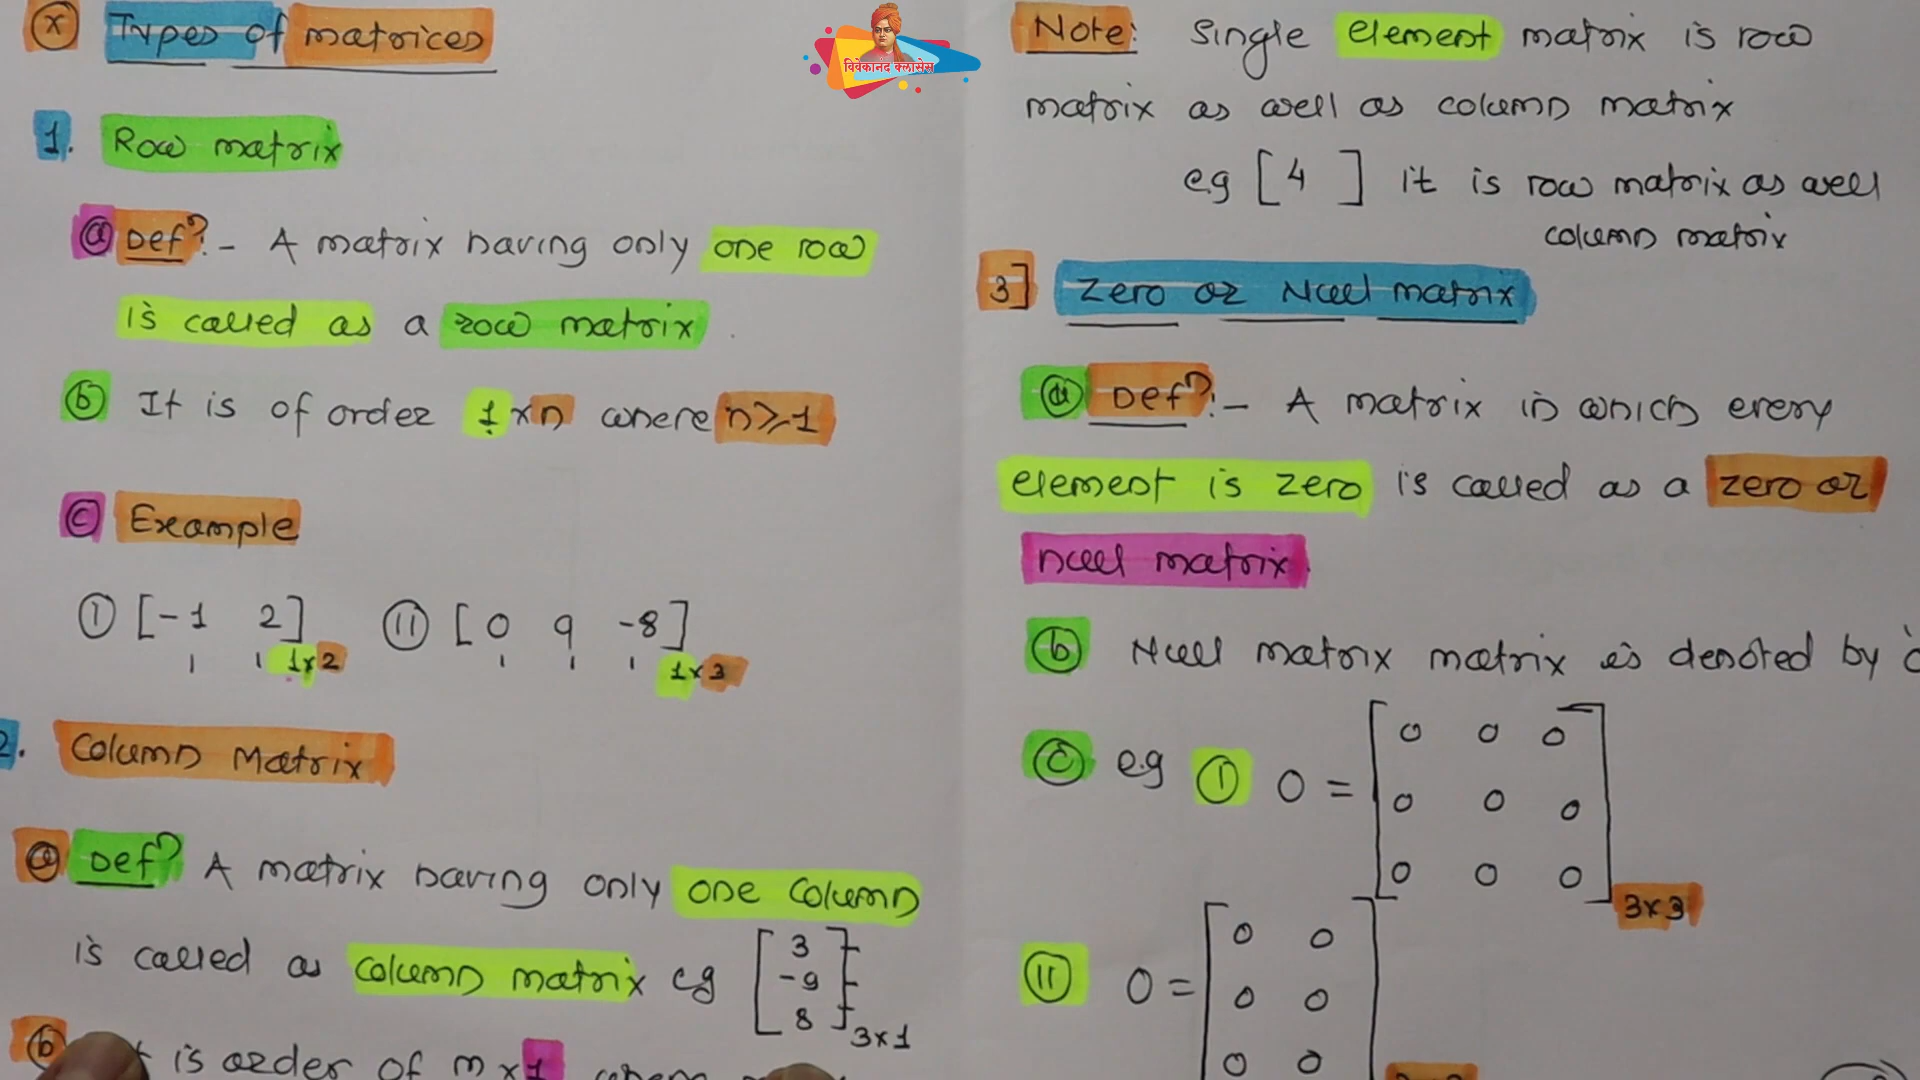 x Types of matrices
1. Row matrix
a Defn:- A matrix having only one row
is called as a row matrix.
b It is of order 1×n where n≥1
c Example
i [-1 2] 1×2 ii [0 9 -8] 1×3
2. Column Matrix
a Defn A matrix having only one column
is called as column matrix eg [3
-9
8] 3×1
b is order of m×1
विवेकानंद क्लासेस
Note: Single element matrix is row
matrix as well as column matrix
eg [4 ] it is row matrix as well
column matrix
3] Zero or Null matrix
a Defn:- A matrix in which every
element is zero is called as a zero or
null matrix.
b Null matrix matrix is denoted by
c eg i 0 = [0 0 0
0 0 0
0 0 0] 3×3
ii 0 = [0 0
0 0
0 0